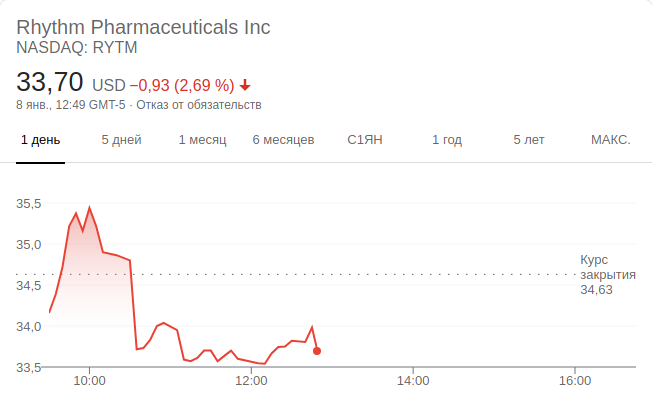 Rhythm Pharmaceuticals Inc
NASDAQ: RYTM
33,70 USD −0,93 (2,69 %)
8 янв., 12:49 GMT-5 · Отказ от обязательств
1 день 5 дней 1 месяц 6 месяцев С1ЯН 1 год 5 лет МАКС.
35,5
35,0
34,5
34,0
33,5
Курс
закрытия
34,63
10:00 12:00 14:00 16:00